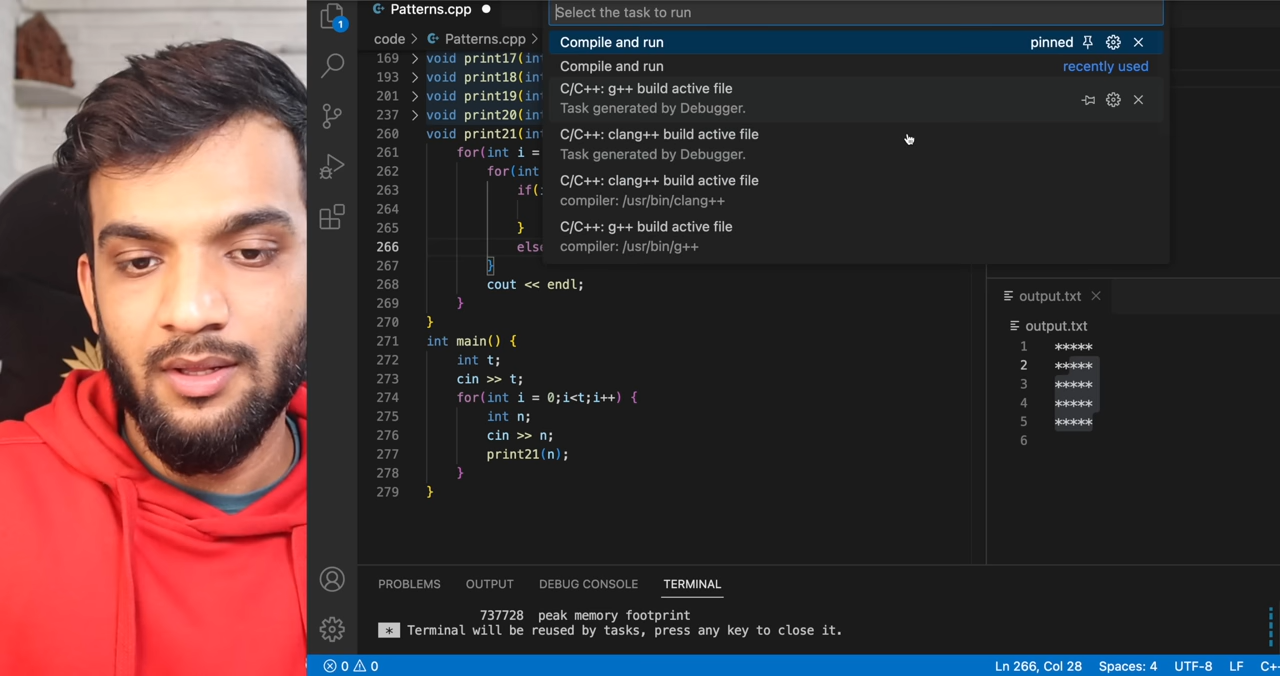 Patterns.cpp
1
code > Patterns.cpp >
Select the task to run
Compile and run pinned
Compile and run recently used
C/C++: g++ build active file
Task generated by Debugger.
C/C++: clang++ build active file
Task generated by Debugger.
C/C++: clang++ build active file
compiler: /usr/bin/clang++
C/C++: g++ build active file
compiler: /usr/bin/g++
169 > void print17(int
193 > void print18(int
201 > void print19(int
237 > void print20(int
260 void print21(int
261 for(int i =
262 for(int
263 if(
264
265 }
266 else
267 }
268 cout << endl;
269 }
270 }
271 int main() {
272 int t;
273 cin >> t;
274 for(int i = 0;i<t;i++) {
275 int n;
276 cin >> n;
277 print21(n);
278 }
279 }
output.txt
output.txt
1 *****
2 *****
3 *****
4 *****
5 *****
6
PROBLEMS OUTPUT DEBUG CONSOLE TERMINAL
737728 peak memory footprint
* Terminal will be reused by tasks, press any key to close it.
0 0 Ln 266, Col 28 Spaces: 4 UTF-8 LF C+